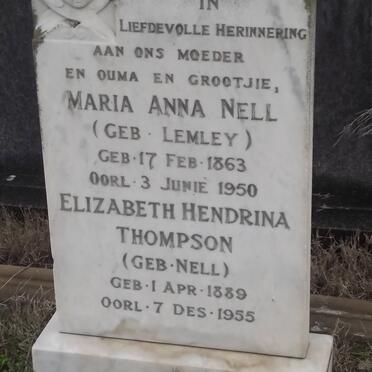 IN
LIEFDEVOLLE HERINNERING
AAN ONS MOEDER
EN OUMA EN GROOTJIE,
MARIA ANNA NELL
(GEB · LEMLEY)
GEB · 17 FEB · 1863
OORL · 3 JUNIE 1950
ELIZABETH HENDRINA
THOMPSON
(GEB · NELL)
GEB · 1 APR · 1889
OORL · 7 DES · 1955